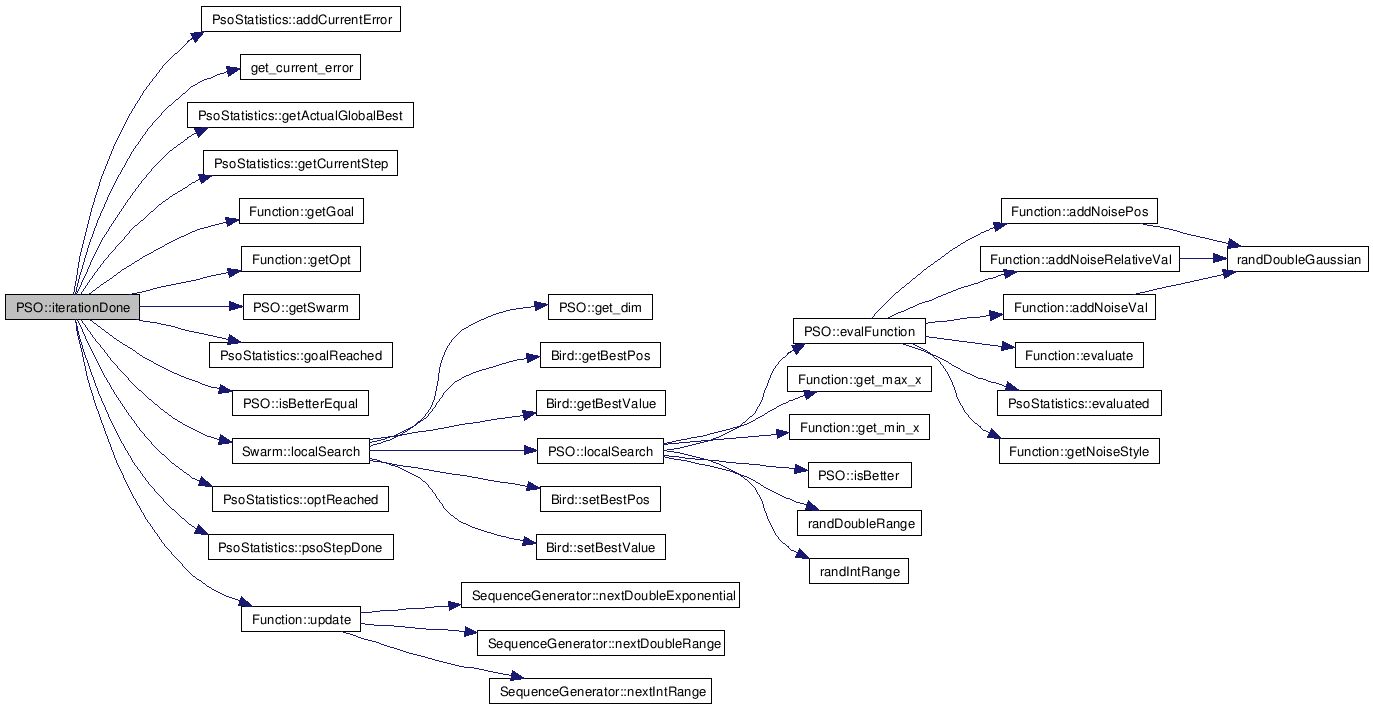 PSO::iterationDone
PsoStatistics::addCurrentError
get_current_error
PsoStatistics::getActualGlobalBest
PsoStatistics::getCurrentStep
Function::getGoal
Function::getOpt
PSO::getSwarm
PsoStatistics::goalReached
PSO::isBetterEqual
Swarm::localSearch
PsoStatistics::optReached
PsoStatistics::psoStepDone
Function::update
PSO::get_dim
Bird::getBestPos
Bird::getBestValue
PSO::localSearch
Bird::setBestPos
Bird::setBestValue
SequenceGenerator::nextDoubleExponential
SequenceGenerator::nextDoubleRange
SequenceGenerator::nextIntRange
PSO::evalFunction
Function::get_max_x
Function::get_min_x
PSO::isBetter
randDoubleRange
randIntRange
Function::addNoisePos
Function::addNoiseRelativeVal
Function::addNoiseVal
Function::evaluate
PsoStatistics::evaluated
Function::getNoiseStyle
randDoubleGaussian